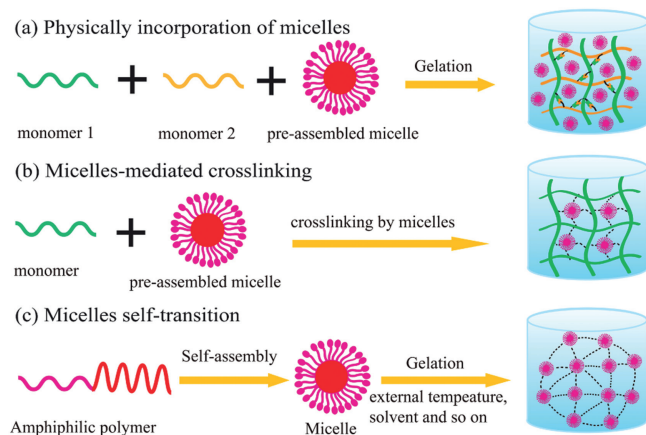 (a) Physically incorporation of micelles
Gelation
monomer 1
monomer 2
pre-assembled micelle
(b) Micelles-mediated crosslinking
crosslinking by micelles
monomer
pre-assembled micelle
(c) Micelles self-transition
Self-assembly
Gelation
external tempeature,
solvent and so on
Amphiphilic polymer
Micelle